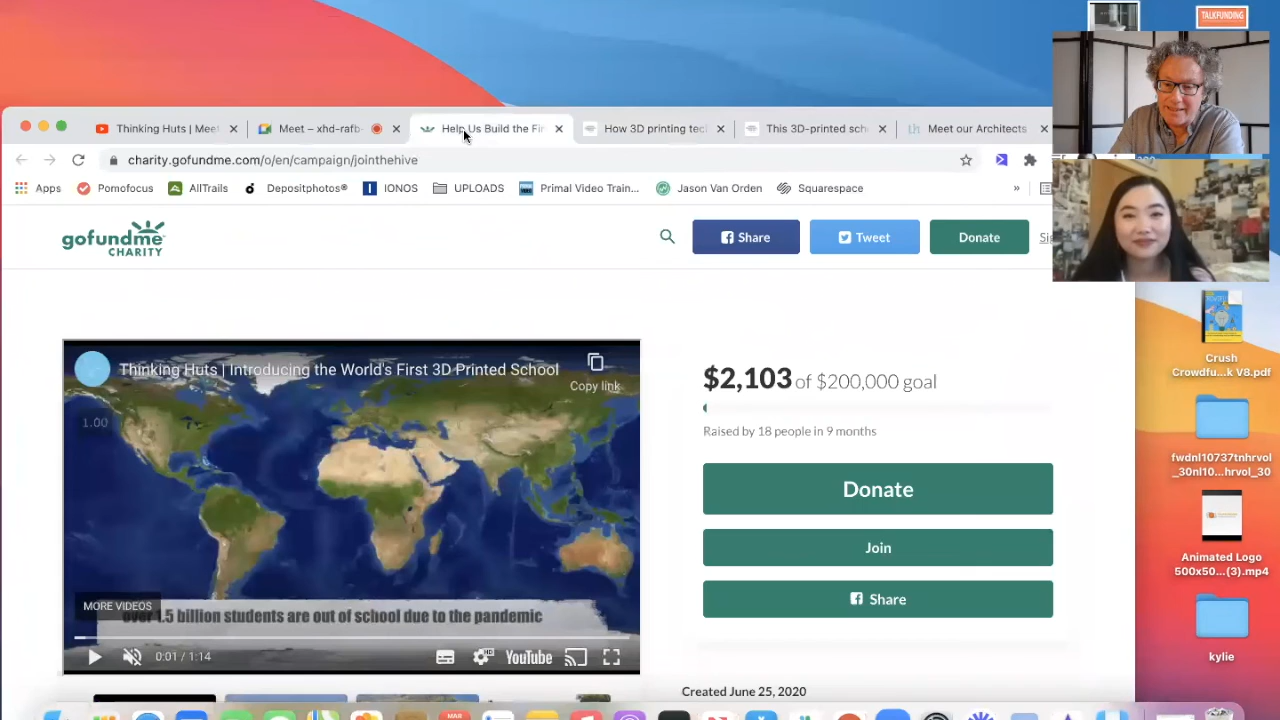 TALKFUNDING
Thinking Huts | Meet
Meet – xhd-rafb-
Help Us Build the Fir
How 3D printing tec
This 3D-printed sch
Meet our Architects
charity.gofundme.com/o/en/campaign/jointhehive
Apps
Pomofocus
AllTrails
Depositphotos®
IONOS
UPLOADS
Primal Video Train...
Jason Van Orden
Squarespace
»
gofundme
CHARITY
Share
Tweet
Donate
Thinking Huts | Introducing the World's First 3D Printed School
Copy link
1.00
MORE VIDEOS
over 1.5 billion students are out of school due to the pandemic
0:01 / 1:14
HD
YouTube
$2,103 of $200,000 goal
Raised by 18 people in 9 months
Donate
Join
Share
Created June 25, 2020
Crush
Crowdfu...k V8.pdf
fwdnl10737tnhrvol
_30nl10...hrvol_30
Animated Logo
500x50...(3).mp4
kylie
MAR